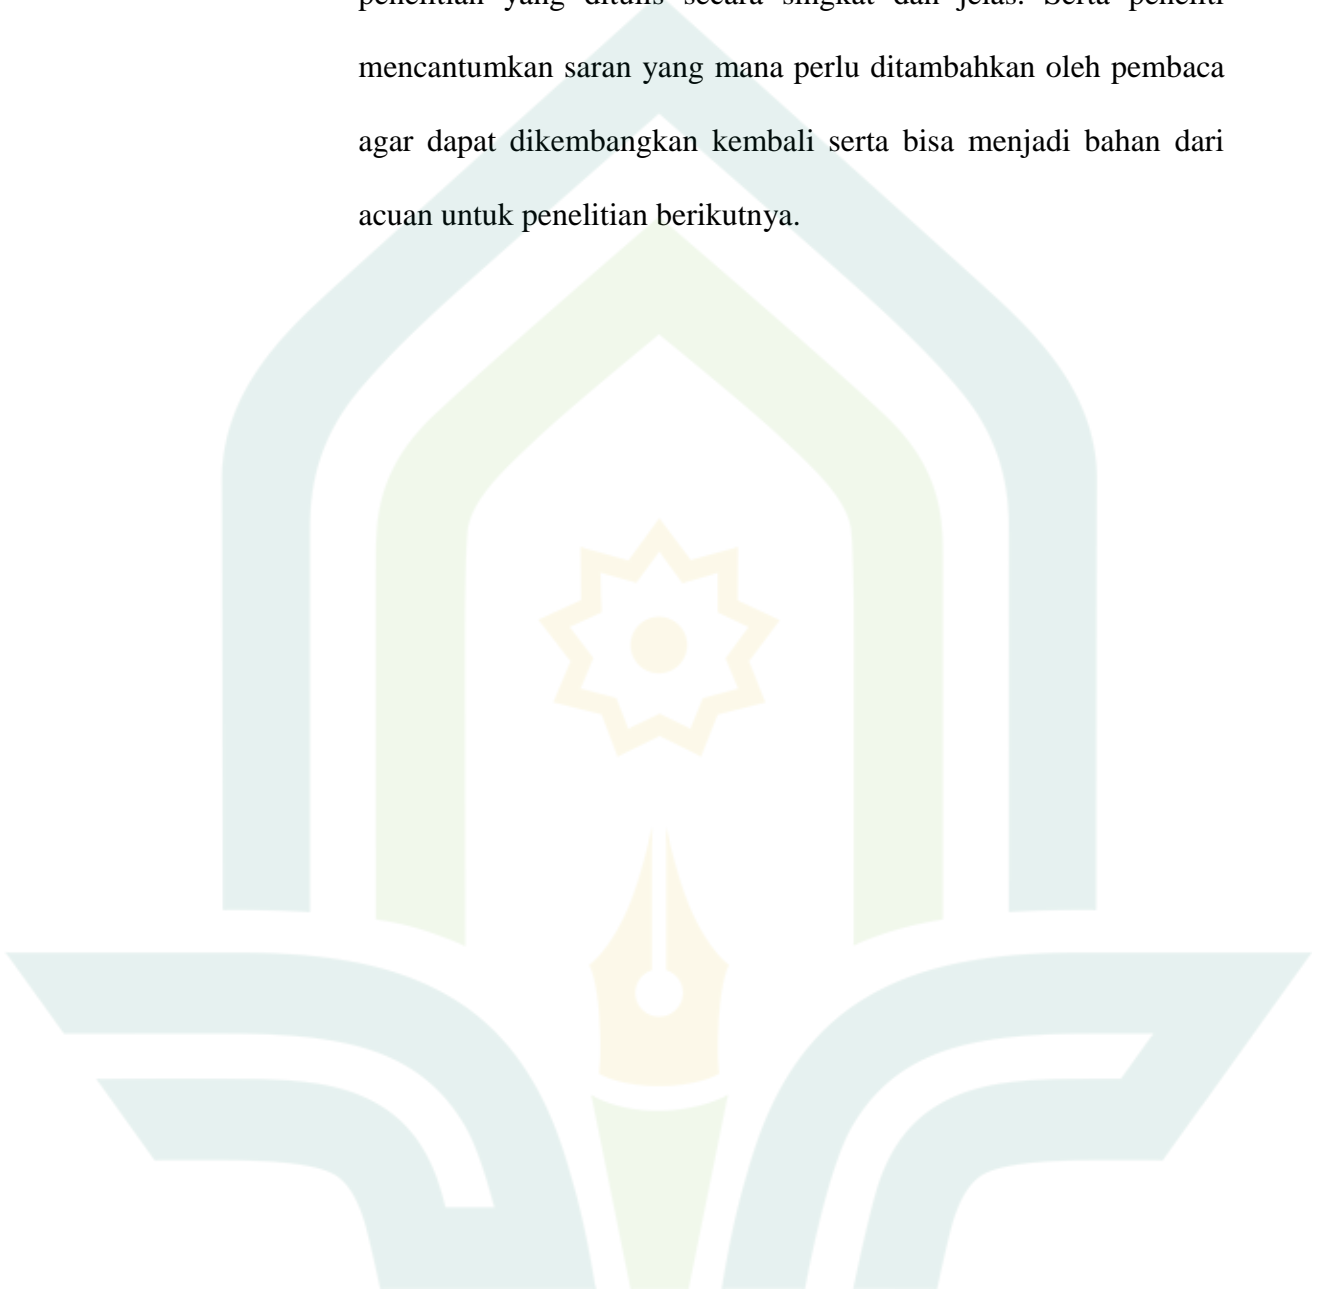 penelitian yang ditulis secara singkat dan jelas. Serta peneliti
mencantumkan saran yang mana perlu ditambahkan oleh pembaca
agar dapat dikembangkan kembali serta bisa menjadi bahan dari
acuan untuk penelitian berikutnya.